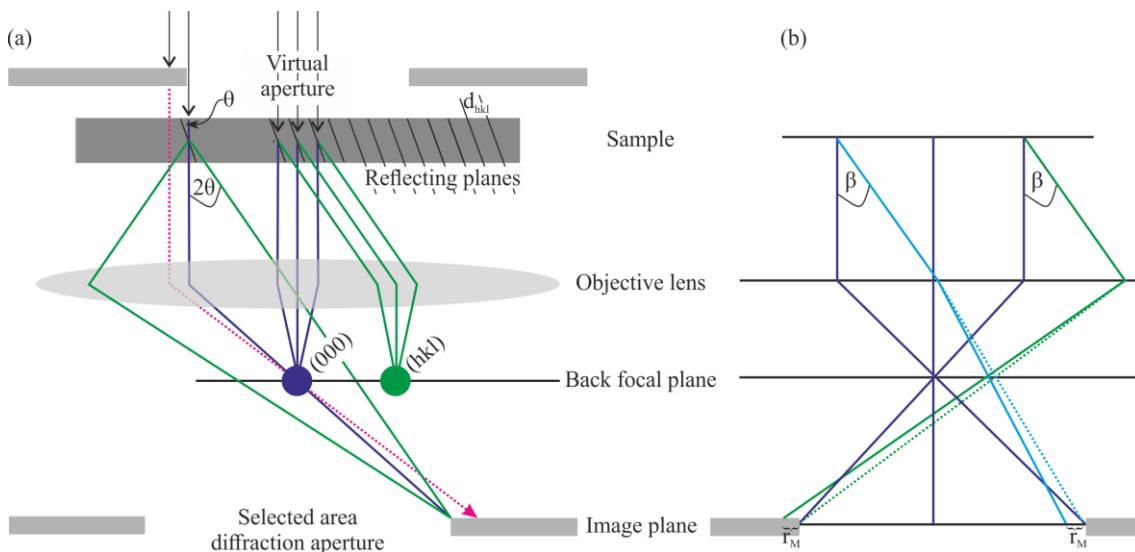 (a)
(b)
Virtual
aperture
θ
d_hkl
Sample
Reflecting planes
2θ
β
β
Objective lens
(000)
(hkl)
Back focal plane
Selected area
diffraction aperture
Image plane
r_M
r_M